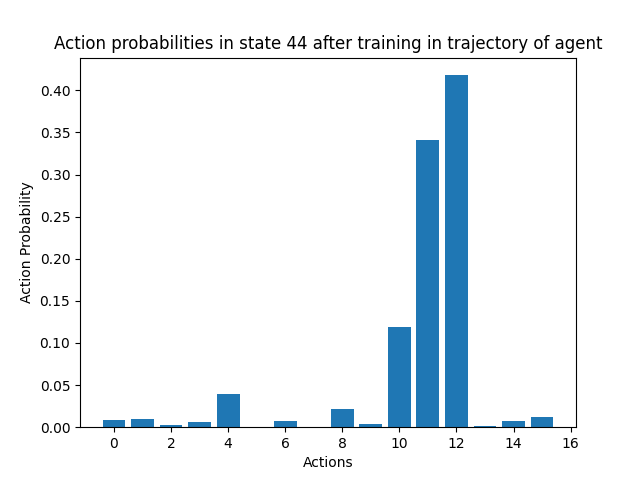 Action probabilities in state 44 after training in trajectory of agent
0.40
0.35
0.30
0.25
0.20
0.15
0.10
0.05
0.00
Action Probability
0 2 4 6 8 10 12 14 16
Actions